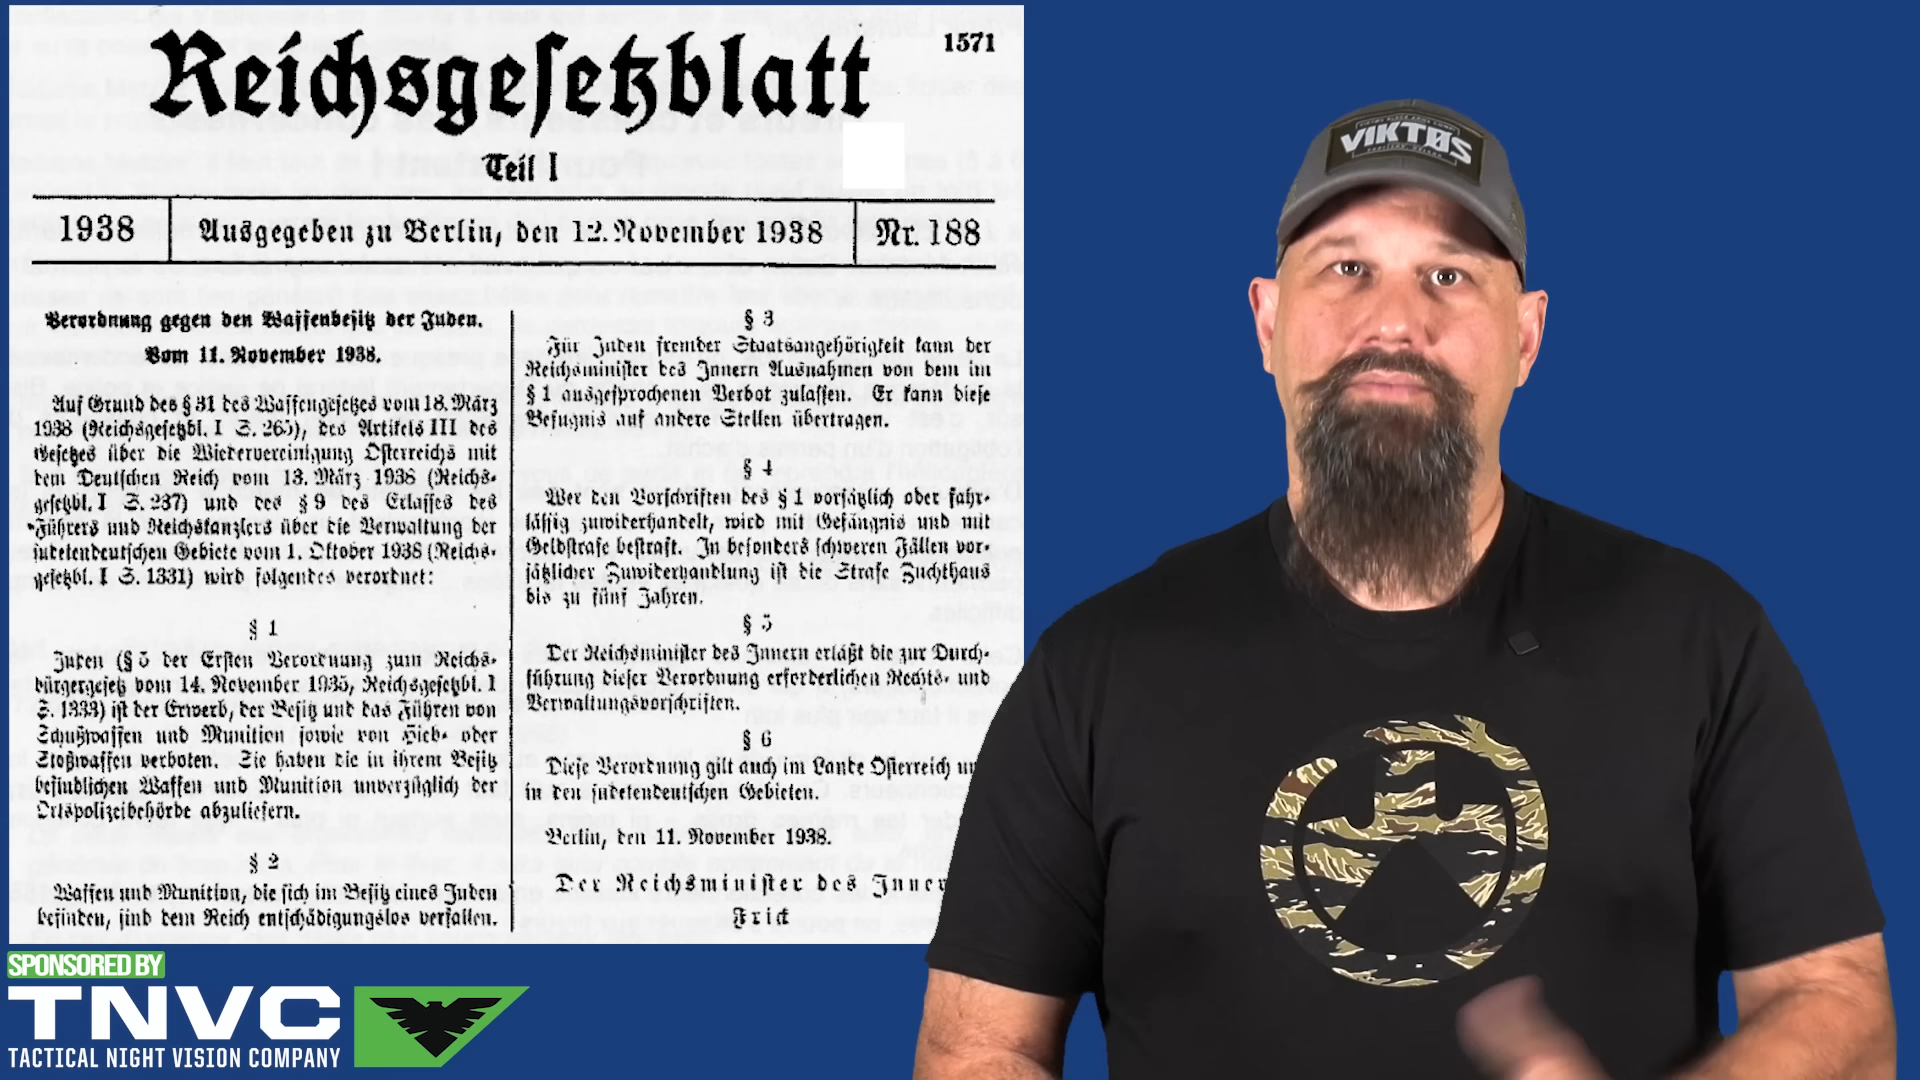 1571
Reichsgesetzblatt
Teil I
1938
Ausgegeben zu Berlin, den 12. November 1938
Nr. 188
Verordnung gegen den Waffenbesitz der Juden.
Vom 11. November 1938.
Auf Grund des § 31 des Waffengesetzes vom 18. März
1938 (Reichsgesetzbl. I S. 265), des Artikels III des
Gesetzes über die Wiedervereinigung Österreichs mit
dem Deutschen Reich vom 13. März 1938 (Reichs-
gesetzbl. I S. 237) und des § 9 des Erlasses des
Führers und Reichskanzlers über die Verwaltung der
sudetendeutschen Gebiete vom 1. Oktober 1938 (Reichs-
gesetzbl. I S. 1331) wird folgendes verordnet:
§ 1
Juden (§ 5 der Ersten Verordnung zum Reichs-
bürgergesetz vom 14. November 1935, Reichsgesetzbl. I
S. 1333) ist der Erwerb, der Besitz und das Führen von
Schußwaffen und Munition sowie von Hieb- oder
Stoßwaffen verboten. Sie haben die in ihrem Besitz
befindlichen Waffen und Munition unverzüglich der
Ortspolizeibehörde abzuliefern.
§ 2
Waffen und Munition, die sich im Besitz eines Juden
befinden, sind dem Reich entschädigungslos verfallen.
§ 3
Für Juden fremder Staatsangehörigkeit kann der
Reichsminister des Innern Ausnahmen von dem im
§ 1 ausgesprochenen Verbot zulassen. Er kann diese
Befugnis auf andere Stellen übertragen.
§ 4
Wer den Vorschriften des § 1 vorsätzlich oder fahr-
lässig zuwiderhandelt, wird mit Gefängnis und mit
Geldstrafe bestraft. In besonders schweren Fällen vor-
sätzlicher Zuwiderhandlung ist die Strafe Zuchthaus
bis zu fünf Jahren.
§ 5
Der Reichsminister des Innern erläßt die zur Durch-
führung dieser Verordnung erforderlichen Rechts- und
Verwaltungsvorschriften.
§ 6
Diese Verordnung gilt auch im Lande Österreich un
in den sudetendeutschen Gebieten.
Berlin, den 11. November 1938.
Der Reichsminister des Inner
Frick
VIKTØS
SPONSORED BY
TNVC
TACTICAL NIGHT VISION COMPANY